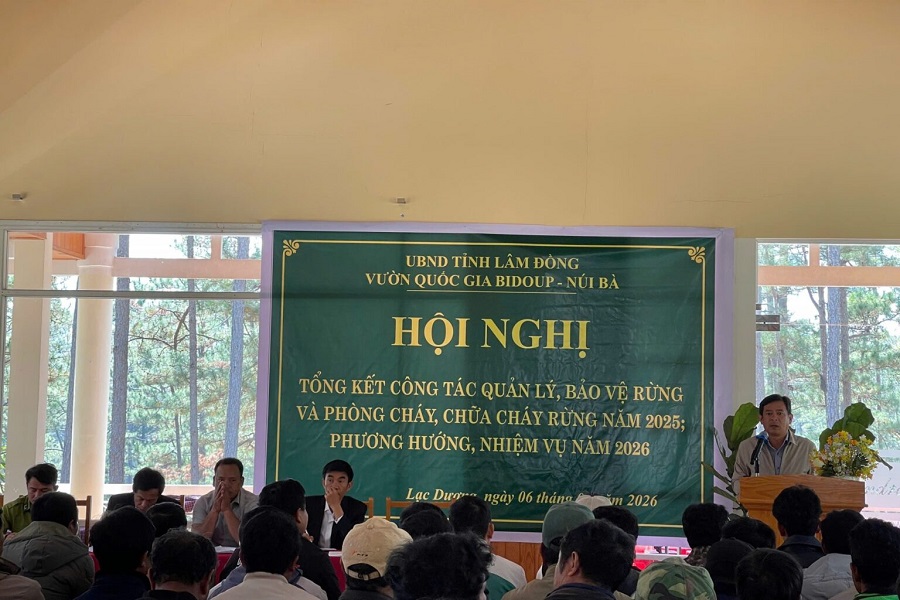 UBND TỈNH LÂM ĐỒNG
VƯỜN QUỐC GIA BIDOUP - NÚI BÀ
HỘI NGHỊ
TỔNG KẾT CÔNG TÁC QUẢN LÝ, BẢO VỆ RỪNG
VÀ PHÒNG CHÁY, CHỮA CHÁY RỪNG NĂM 2025;
PHƯƠNG HƯỚNG, NHIỆM VỤ NĂM 2026
Lạc Dương, ngày 06 tháng năm 2026